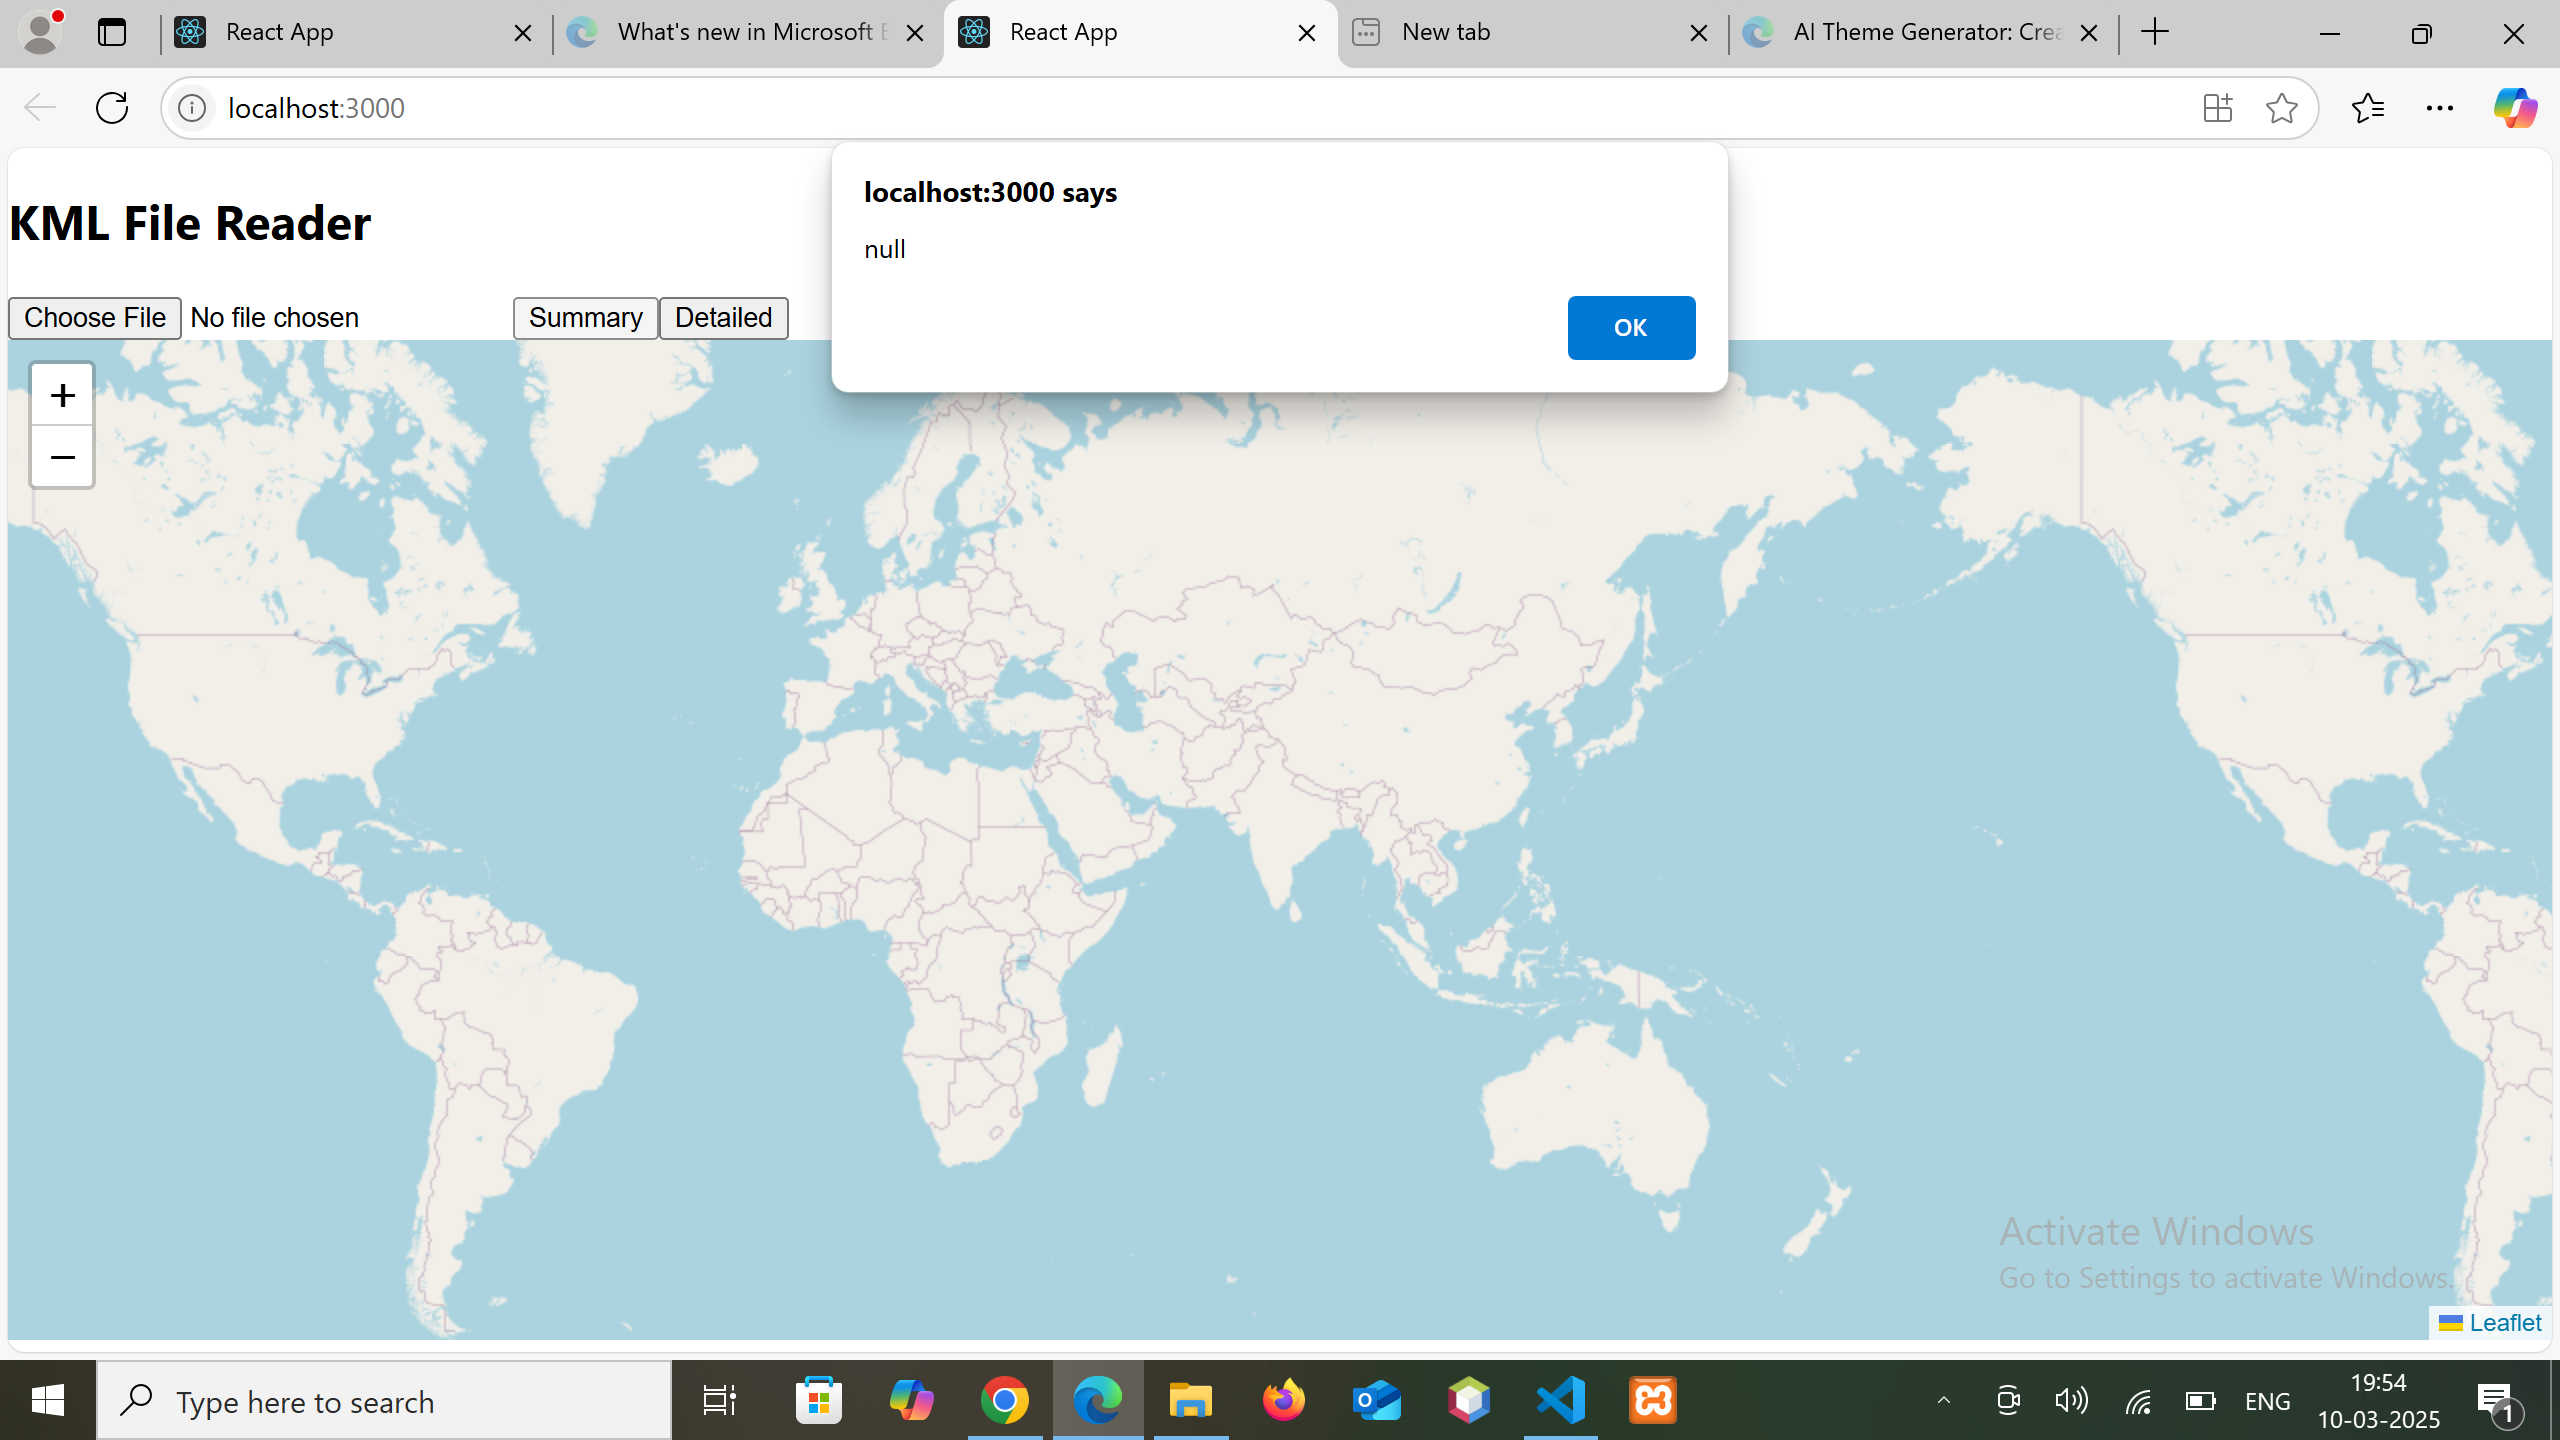 React App
What's new in Microsoft
React App
New tab
AI Theme Generator: Crea
localhost:3000
localhost:3000 says
null
OK
KML File Reader
Choose File No file chosen Summary Detailed
+
−
Activate Windows
Go to Settings to activate Windows.
Leaflet
Type here to search
ENG
19:54
10-03-2025
1